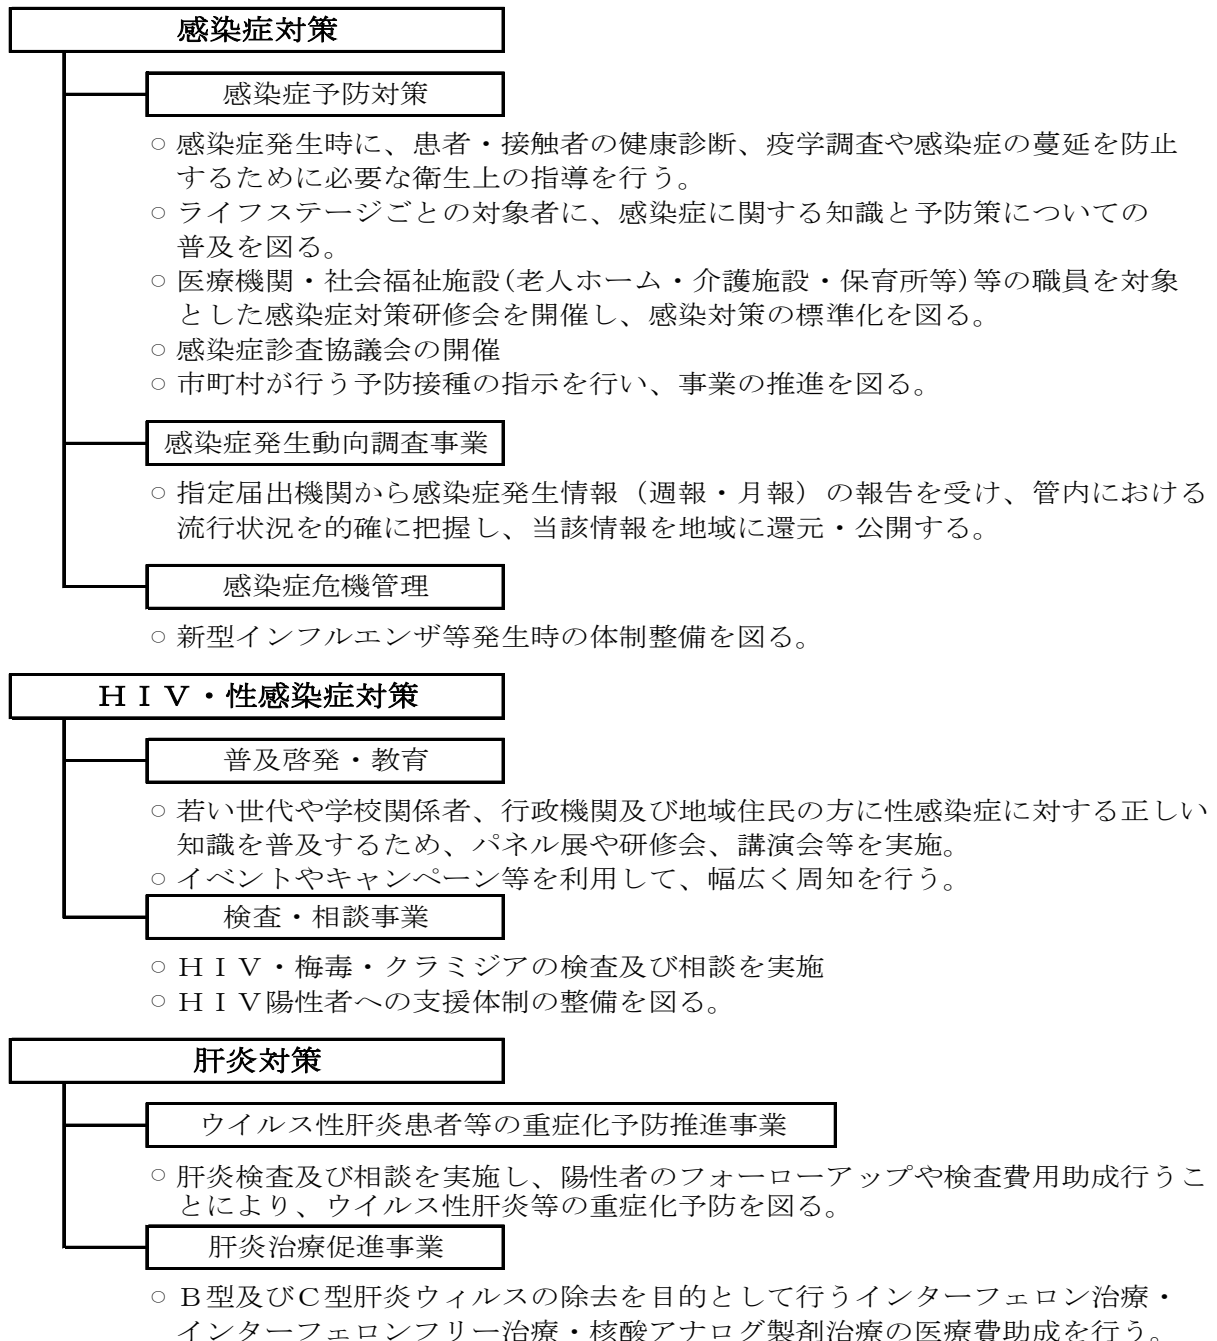 感染症対策
感染症予防対策
○ 感染症発生時に、患者・接触者の健康診断、疫学調査や感染症の蔓延を防止
するために必要な衛生上の指導を行う。
○ ライフステージごとの対象者に、感染症に関する知識と予防策についての
普及を図る。
○ 医療機関・社会福祉施設(老人ホーム・介護施設・保育所等)等の職員を対象
とした感染症対策研修会を開催し、感染対策の標準化を図る。
○ 感染症診査協議会の開催
○ 市町村が行う予防接種の指示を行い、事業の推進を図る。
感染症発生動向調査事業
○ 指定届出機関から感染症発生情報（週報・月報）の報告を受け、管内における
流行状況を的確に把握し、当該情報を地域に還元・公開する。
感染症危機管理
○ 新型インフルエンザ等発生時の体制整備を図る。
ＨＩＶ・性感染症対策
普及啓発・教育
○ 若い世代や学校関係者、行政機関及び地域住民の方に性感染症に対する正しい
知識を普及するため、パネル展や研修会、講演会等を実施。
○ イベントやキャンペーン等を利用して、幅広く周知を行う。
検査・相談事業
○ ＨＩＶ・梅毒・クラミジアの検査及び相談を実施
○ ＨＩＶ陽性者への支援体制の整備を図る。
肝炎対策
ウイルス性肝炎患者等の重症化予防推進事業
○ 肝炎検査及び相談を実施し、陽性者のフォーローアップや検査費用助成行うこ
とにより、ウイルス性肝炎等の重症化予防を図る。
肝炎治療促進事業
○ Ｂ型及びＣ型肝炎ウィルスの除去を目的として行うインターフェロン治療・
インターフェロンフリー治療・核酸アナログ製剤治療の医療費助成を行う。